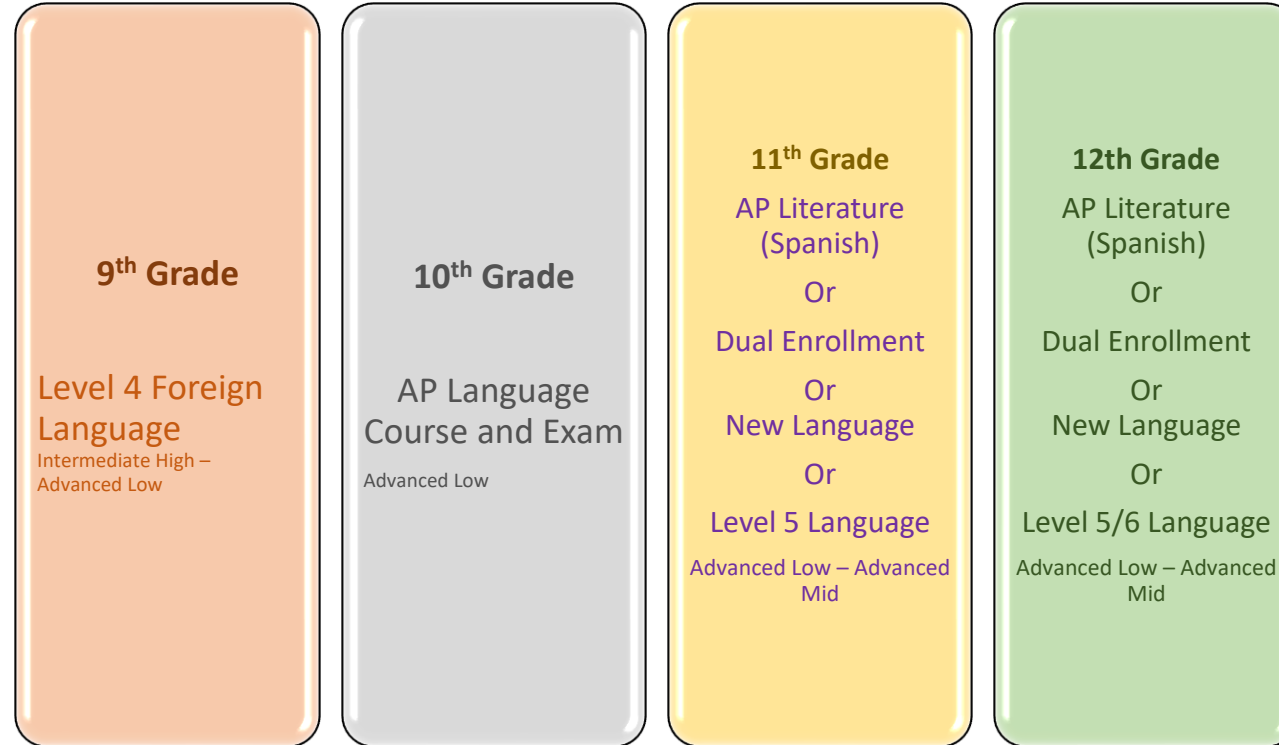 9th Grade
Level 4 Foreign
Language
Intermediate High –
Advanced Low
10th Grade
AP Language
Course and Exam
Advanced Low
11th Grade
AP Literature
(Spanish)
Or
Dual Enrollment
Or
New Language
Or
Level 5 Language
Advanced Low – Advanced
Mid
12th Grade
AP Literature
(Spanish)
Or
Dual Enrollment
Or
New Language
Or
Level 5/6 Language
Advanced Low – Advanced
Mid